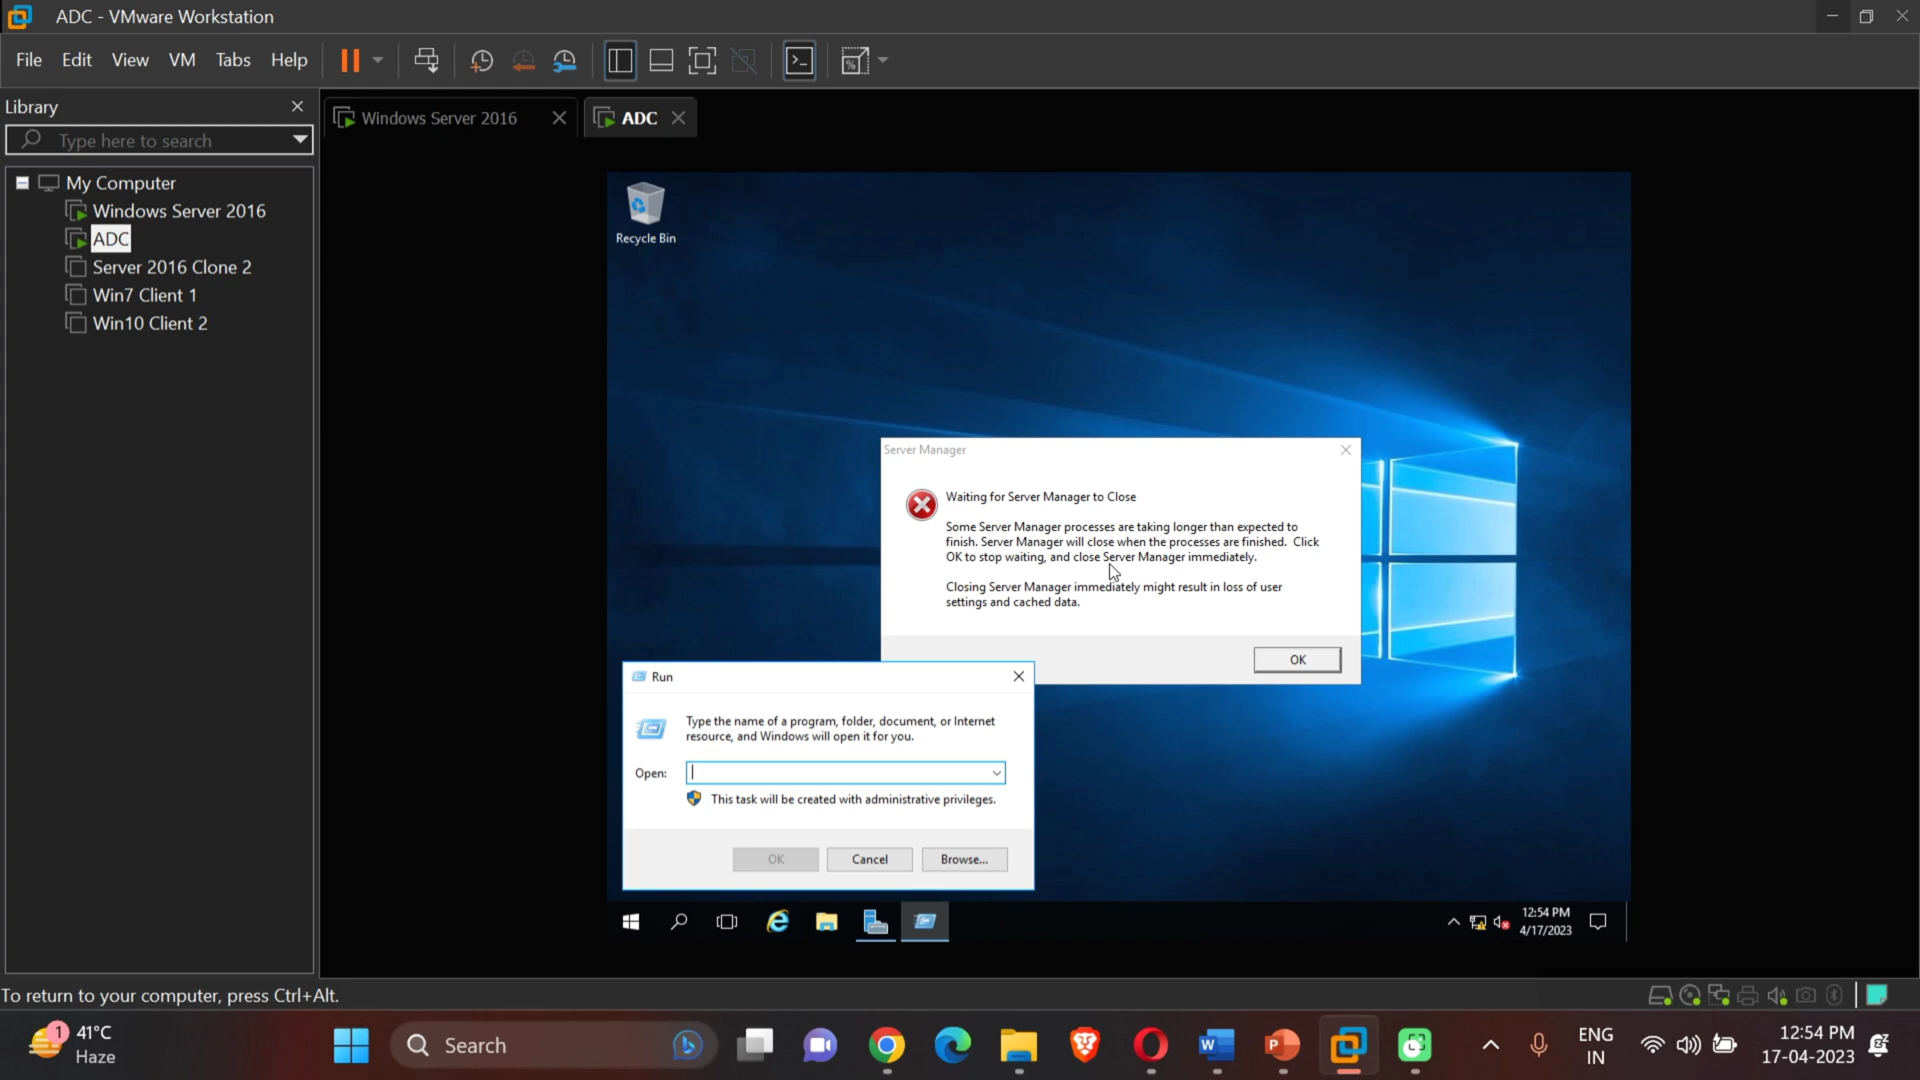 ADC - VMware Workstation
File Edit View VM Tabs Help
Library
Type here to search
My Computer
Windows Server 2016
ADC
Server 2016 Clone 2
Win7 Client 1
Win10 Client 2
Windows Server 2016
ADC
Recycle Bin
Server Manager
Waiting for Server Manager to Close
Some Server Manager processes are taking longer than expected to
finish. Server Manager will close when the processes are finished. Click
OK to stop waiting, and close Server Manager immediately.
Closing Server Manager immediately might result in loss of user
settings and cached data.
OK
Run
Type the name of a program, folder, document, or Internet
resource, and Windows will open it for you.
Open:
This task will be created with administrative privileges.
OK Cancel Browse...
12:54 PM
4/17/2023
To return to your computer, press Ctrl+Alt.
1
41°C
Haze
Search
ENG
IN
12:54 PM
17-04-2023